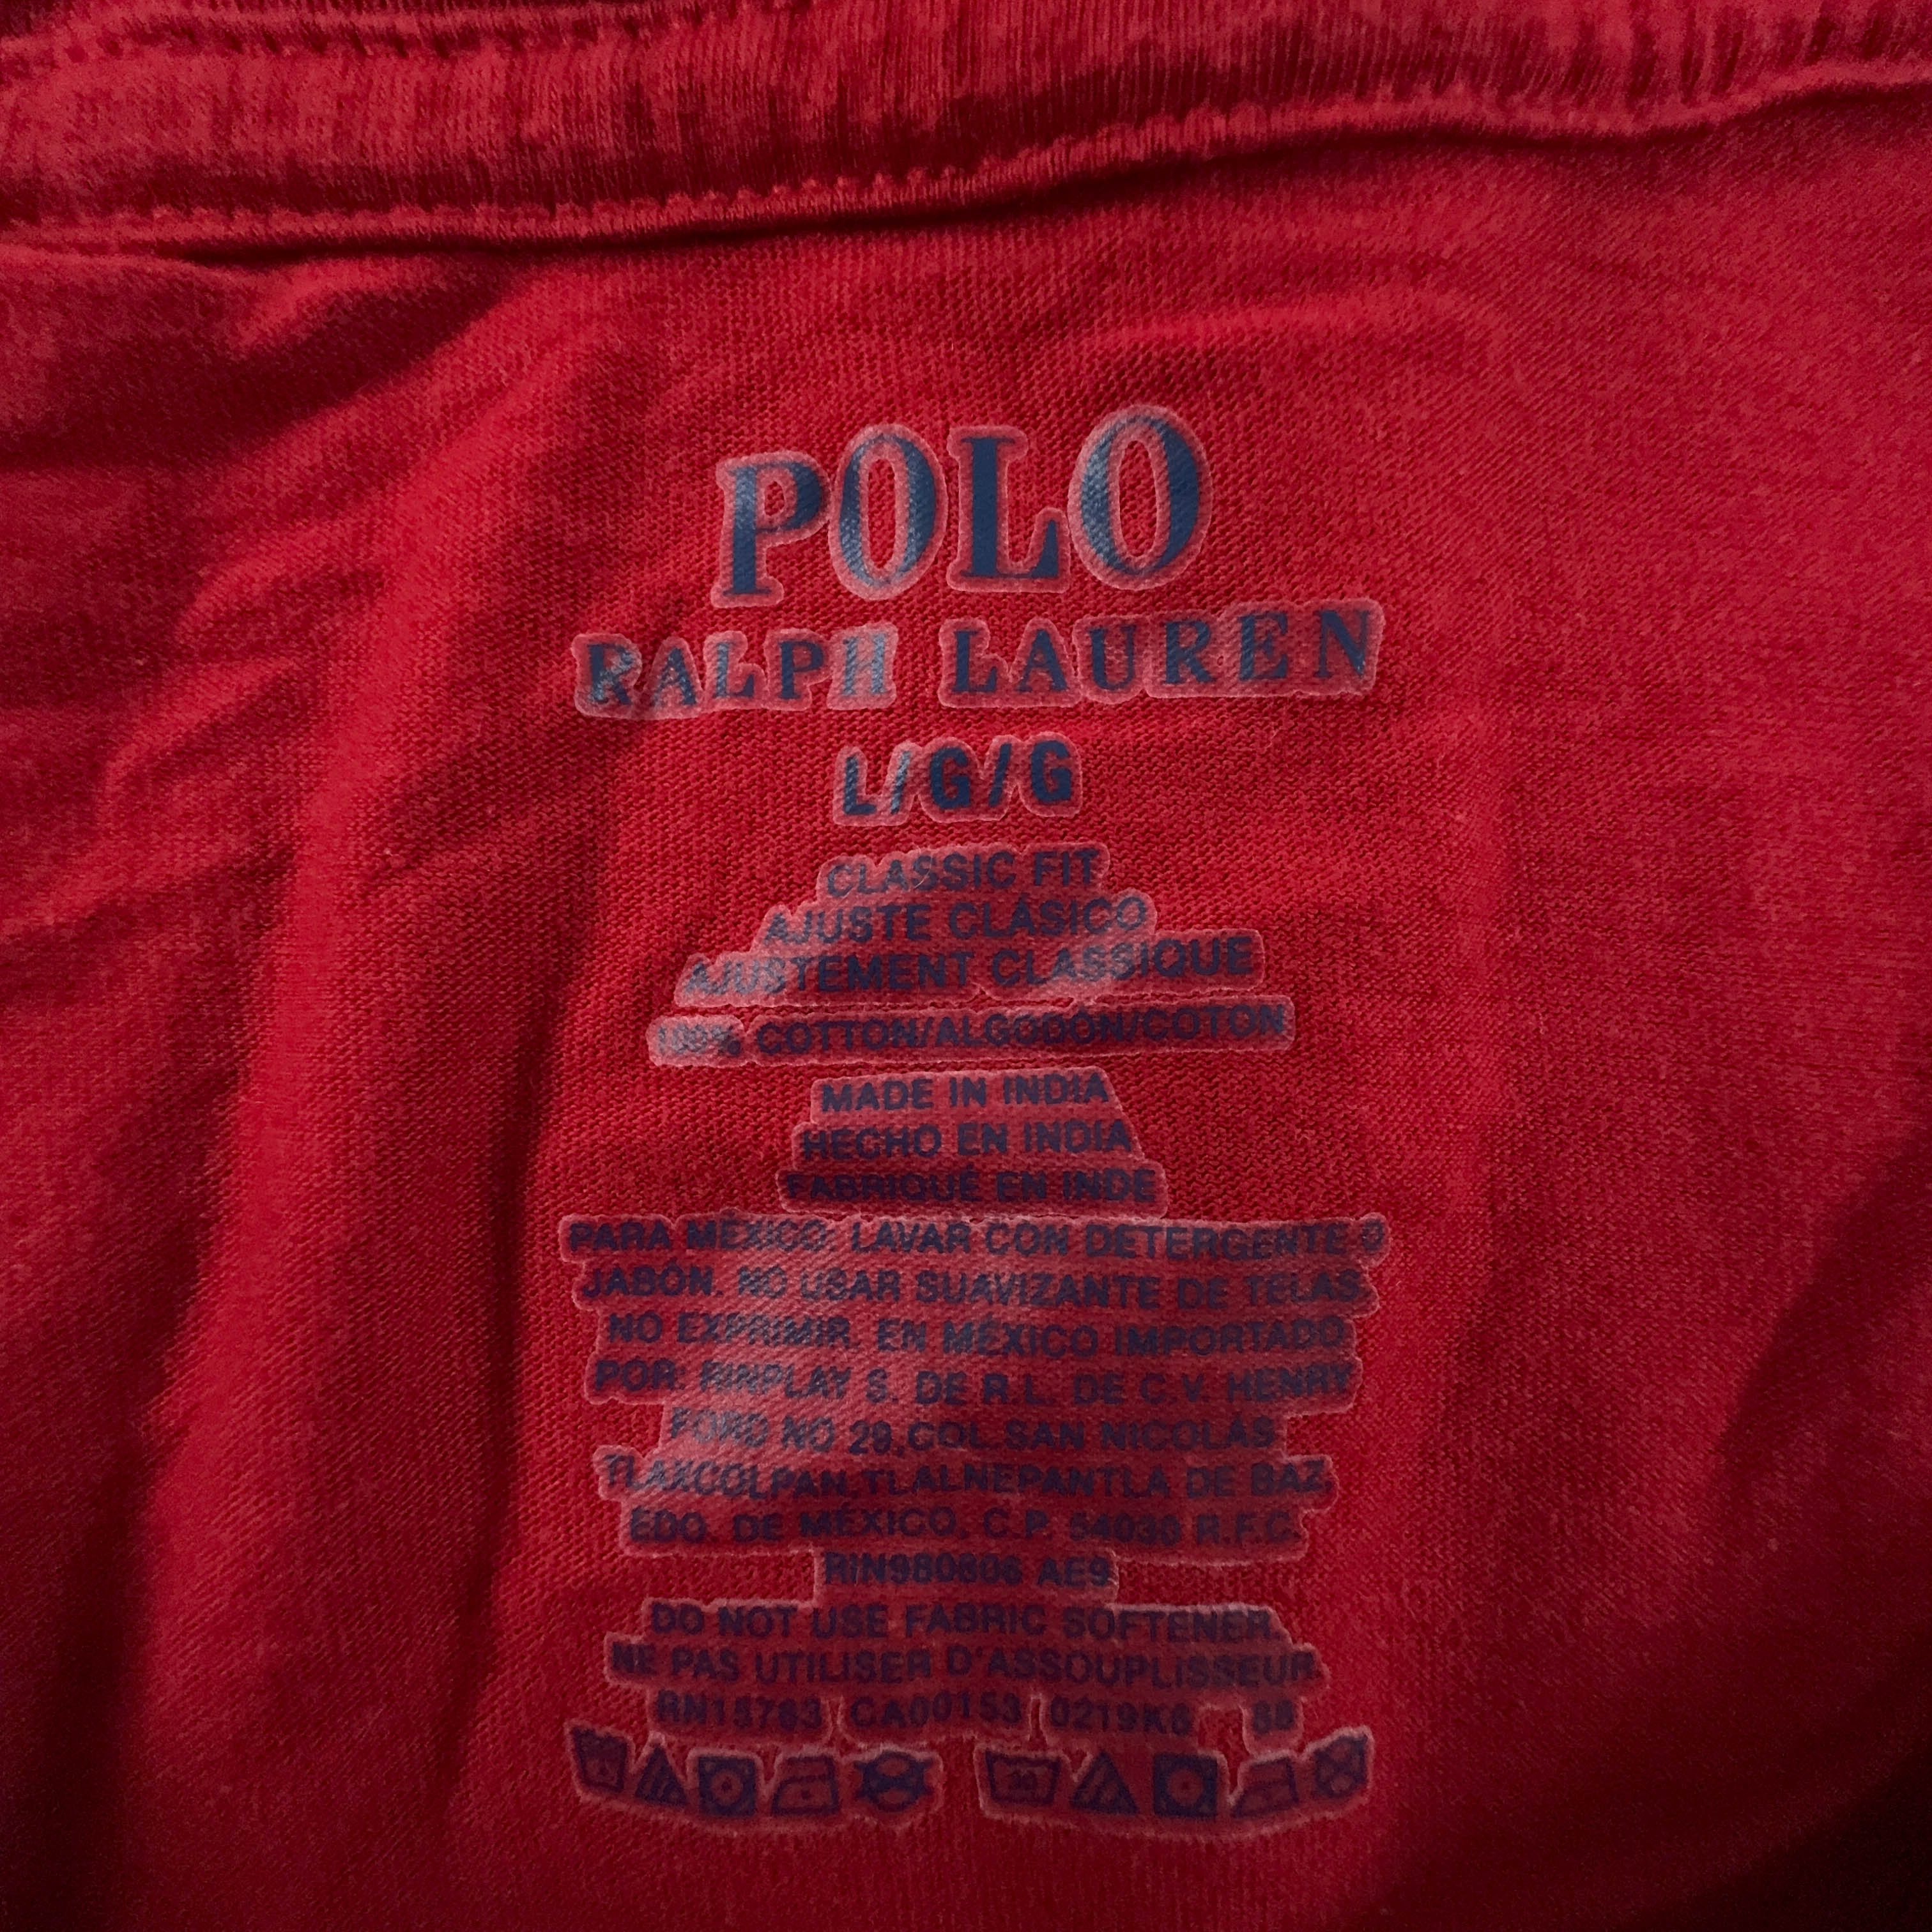 POLO
RALPH LAUREN
L/G/G
CLASSIC FIT
AJUSTE CLÁSICO
AJUSTEMENT CLASSIQUE
100% COTTON/ALGODÓN/COTON
MADE IN INDIA
HECHO EN INDIA
FABRIQUÉ EN INDE
PARA MÉXICO: LAVAR CON DETERGENTE O
JABÓN. NO USAR SUAVIZANTE DE TELAS.
NO EXPRIMIR. EN MÉXICO IMPORTADO
POR: RINPLAY S. DE R.L. DE C.V. HENRY
FORD NO 29,COL.SAN NICOLÁS
TLAXCOLPAN.TLALNEPANTLA DE BAZ
EDO. DE MÉXICO. C.P. 54030 R.F.C.
RIN980806 AE9
DO NOT USE FABRIC SOFTENER.
NE PAS UTILISER D'ASSOUPLISSEUR.
RN15763 CA00153 0219K6
30